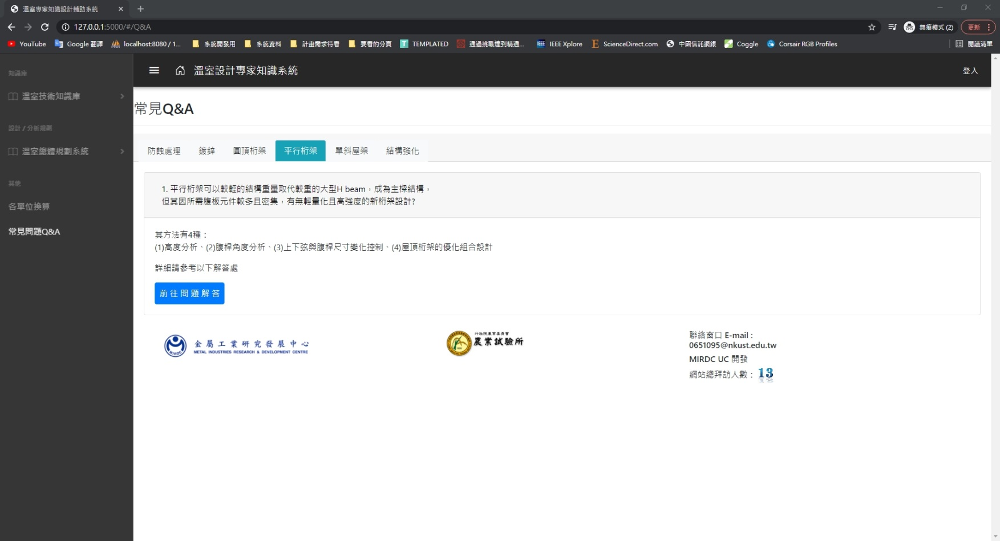 溫室專家知識設計輔助系統
127.0.0.1:5000/#/Q&A
無痕模式 (2)
更新
YouTube
Google 翻譯
localhost:8080 / 1...
系統開發用
系統資料
計畫需求待看
要看的分頁
TEMPLATED
通過挑戰達到精通...
IEEE Xplore
ScienceDirect.com
中國信託網銀
Coggle
Corsair RGB Profiles
閱讀清單
知識庫
溫室技術知識庫
設計 / 分析規劃
溫室總體規劃系統
其他
各單位換算
常見問題Q&A
溫室設計專家知識系統
登入
常見Q&A
防蝕處理 鍍鋅 圓頂桁架 平行桁架 單斜屋架 結構強化
1. 平行桁架可以較輕的結構重量取代較重的大型H beam，成為主樑結構，
但其因所需腹板元件較多且密集，有無輕量化且高強度的新桁架設計?
其方法有4種：
(1)高度分析、(2)腹桿角度分析、(3)上下弦與腹桿尺寸變化控制、(4)屋頂桁架的優化組合設計
詳細請參考以下解答處
前往問題解答
MIRDC
金屬工業研究發展中心
METAL INDUSTRIES RESEARCH & DEVELOPMENT CENTRE
行政院農業委員會
農業試驗所
聯絡窗口 E-mail :
0651095@nkust.edu.tw
MIRDC UC 開發
網站總拜訪人數： 13